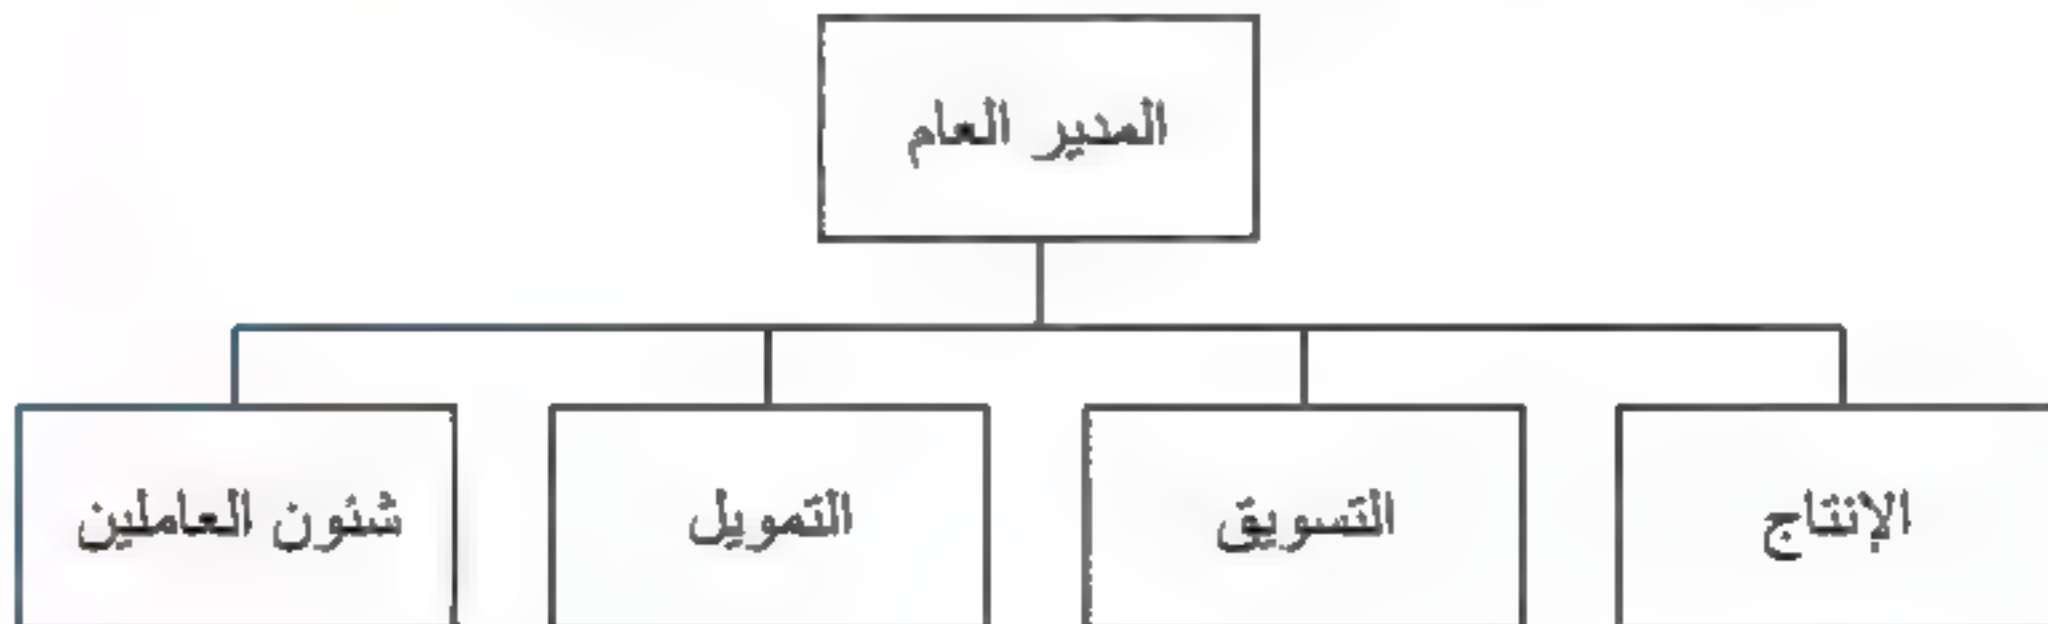 المدير العام
الإنتاج
التسويق
التمويل
شئون العاملين